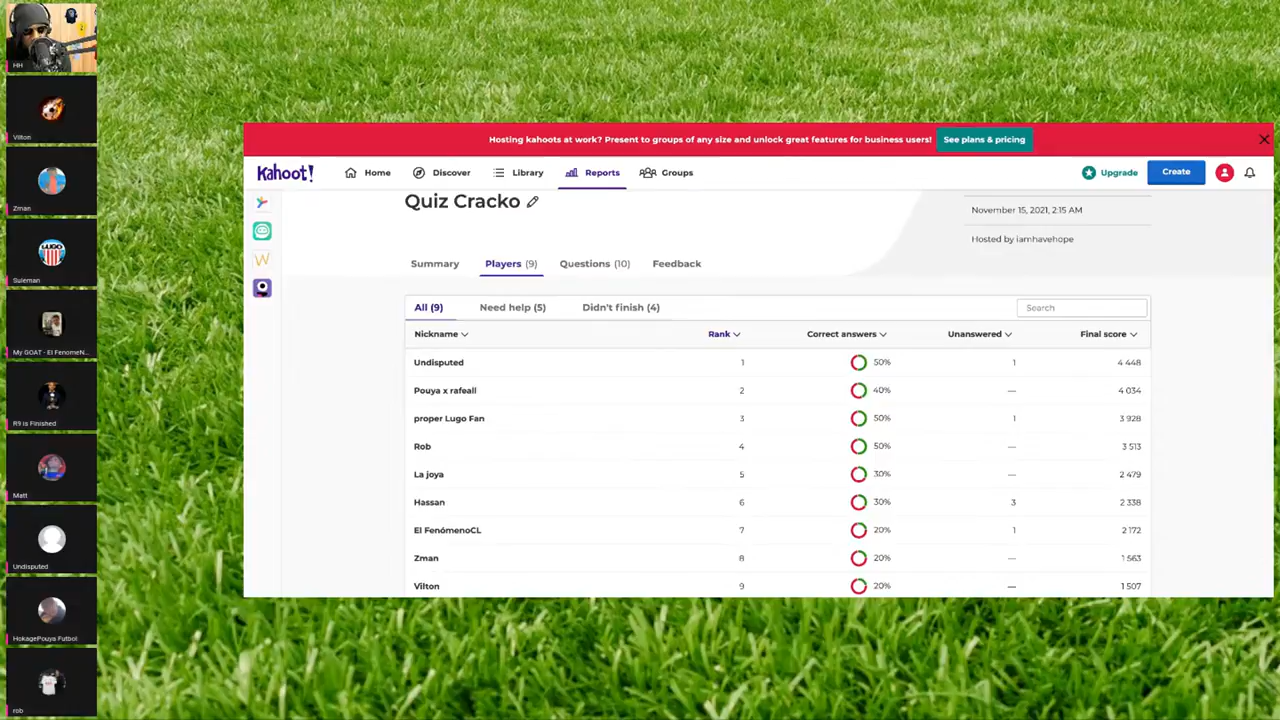 HH
Vilton
Zman
Suleman
My GOAT - El FenomeN...
R9 is Finished
Matt
Undisputed
HokagePouya Futbol
rob
LUGO
Hosting kahoots at work? Present to groups of any size and unlock great features for business users! See plans & pricing
Kahoot! Home Discover Library Reports Groups Upgrade Create
Quiz Cracko
November 15, 2021, 2:15 AM
Hosted by iamhavehope
Summary Players (9) Questions (10) Feedback
All (9) Need help (5) Didn't finish (4) Search
Nickname Rank Correct answers Unanswered Final score
Undisputed 1 50% 1 4 448
Pouya x rafeall 2 40% — 4 034
proper Lugo Fan 3 50% 1 3 928
Rob 4 50% — 3 513
La joya 5 30% — 2 479
Hassan 6 30% 3 2 338
El FenómenoCL 7 20% 1 2 172
Zman 8 20% — 1 563
Vilton 9 20% — 1 507